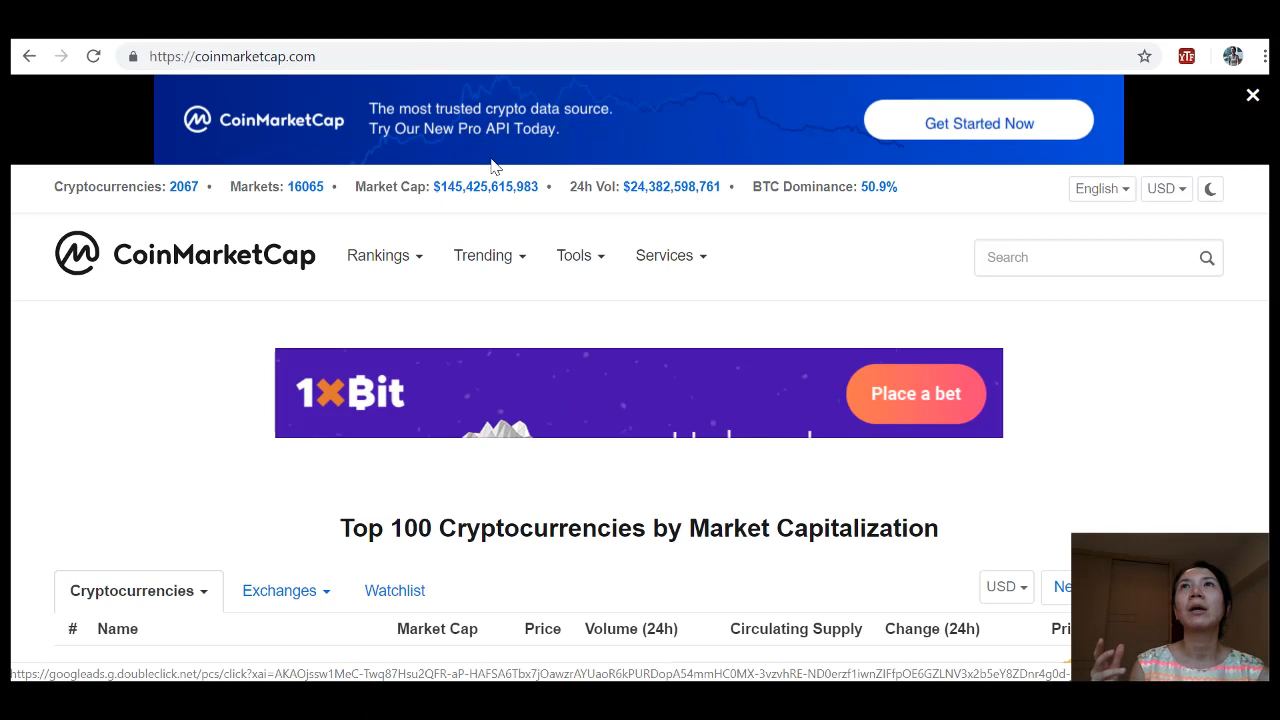 https://coinmarketcap.com
YTF
CoinMarketCap
The most trusted crypto data source.
Try Our New Pro API Today.
Get Started Now
Cryptocurrencies: 2067 • Markets: 16065 • Market Cap: $145,425,615,983 • 24h Vol: $24,382,598,761 • BTC Dominance: 50.9%
English
USD
CoinMarketCap
Rankings
Trending
Tools
Services
Search
1xBit
Place a bet
Top 100 Cryptocurrencies by Market Capitalization
Cryptocurrencies
Exchanges
Watchlist
USD
Ne
# Name Market Cap Price Volume (24h) Circulating Supply Change (24h) Pri